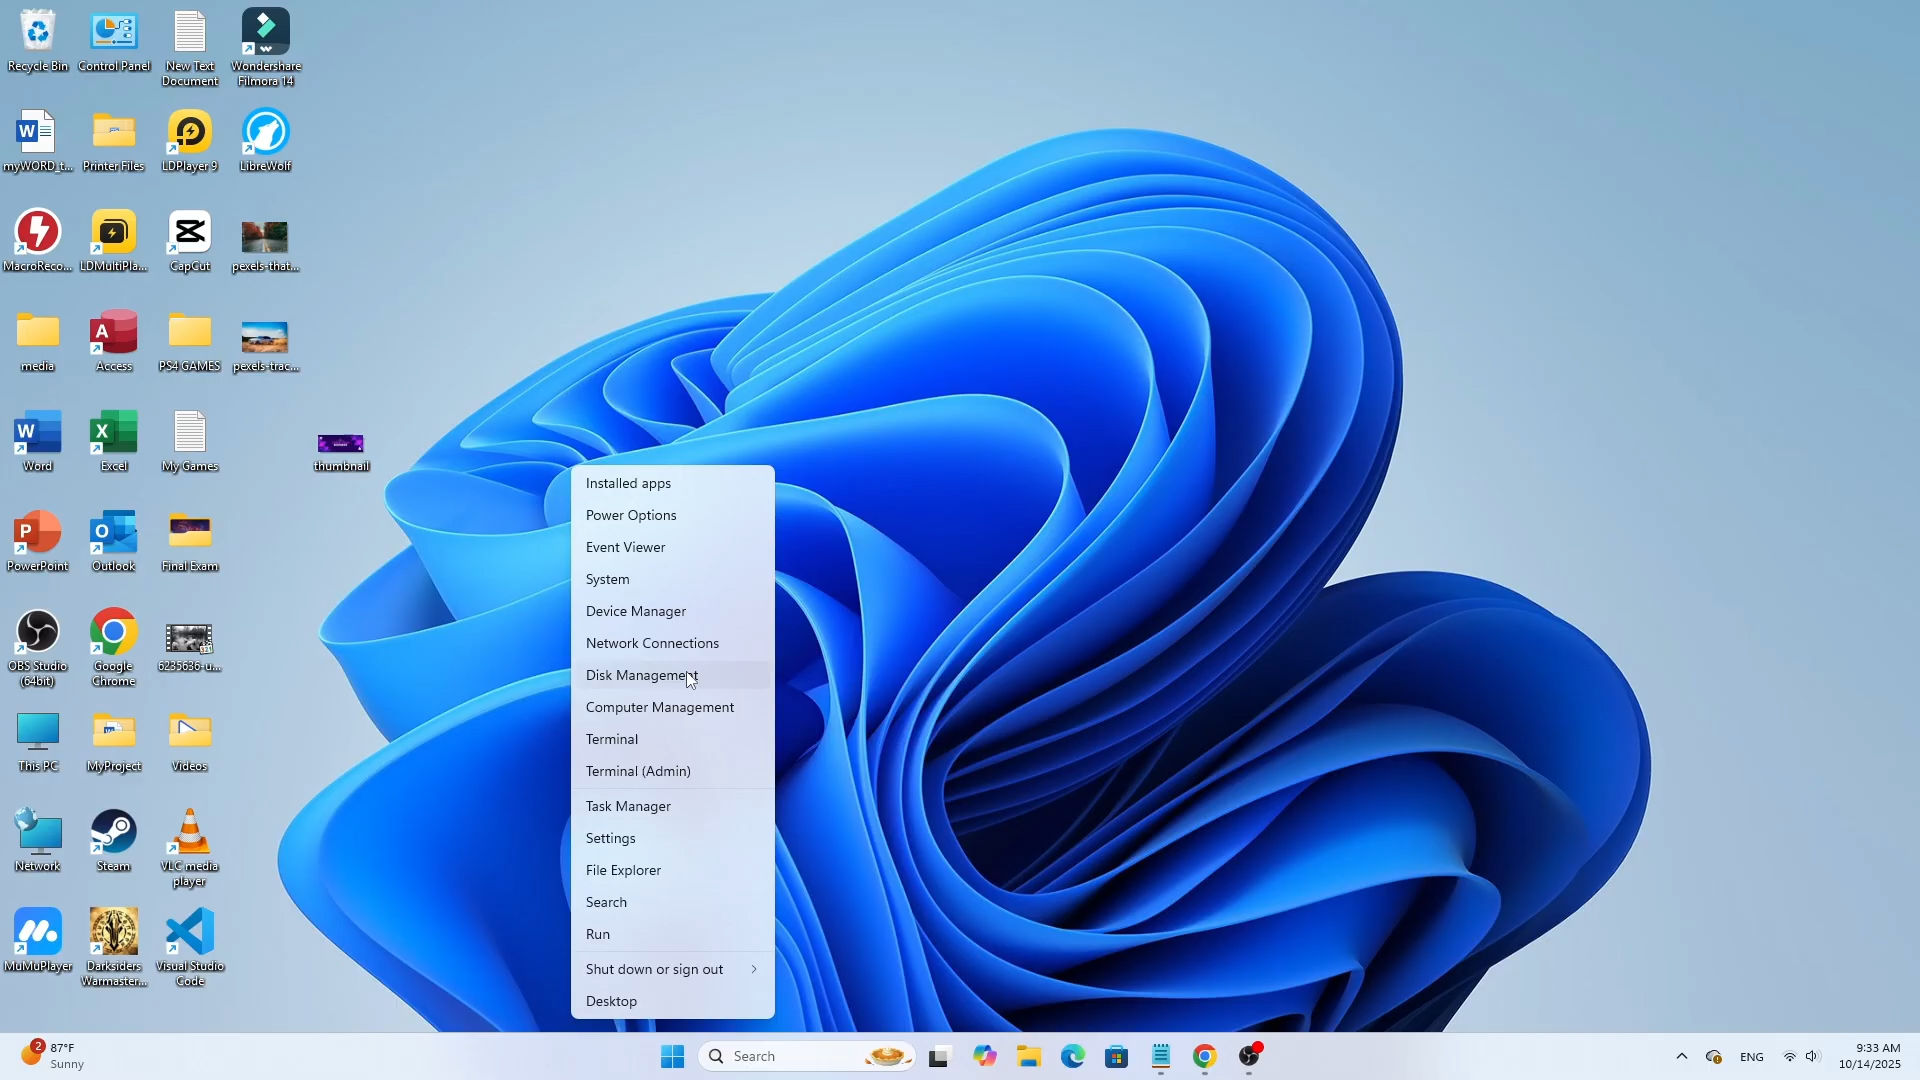 Recycle Bin
Control Panel
New Text
Document
Wondershare
Filmora 14
myWORD_t...
Printer Files
LDPlayer 9
LibreWolf
MacroReco...
LDMultiPla...
CapCut
pexels-that...
media
Access
PS4 GAMES
pexels-trac...
Word
Excel
My Games
thumbnail
PowerPoint
Outlook
Final Exam
OBS Studio
(64bit)
Google
Chrome
6235636-u...
This PC
MyProject
Videos
Network
Steam
VLC media
player
MuMuPlayer
Darksiders
Warmaster...
Visual Studio
Code
Installed apps
Power Options
Event Viewer
System
Device Manager
Network Connections
Disk Management
Computer Management
Terminal
Terminal (Admin)
Task Manager
Settings
File Explorer
Search
Run
Shut down or sign out
Desktop
2
87°F
Sunny
Search
ENG
9:33 AM
10/14/2025